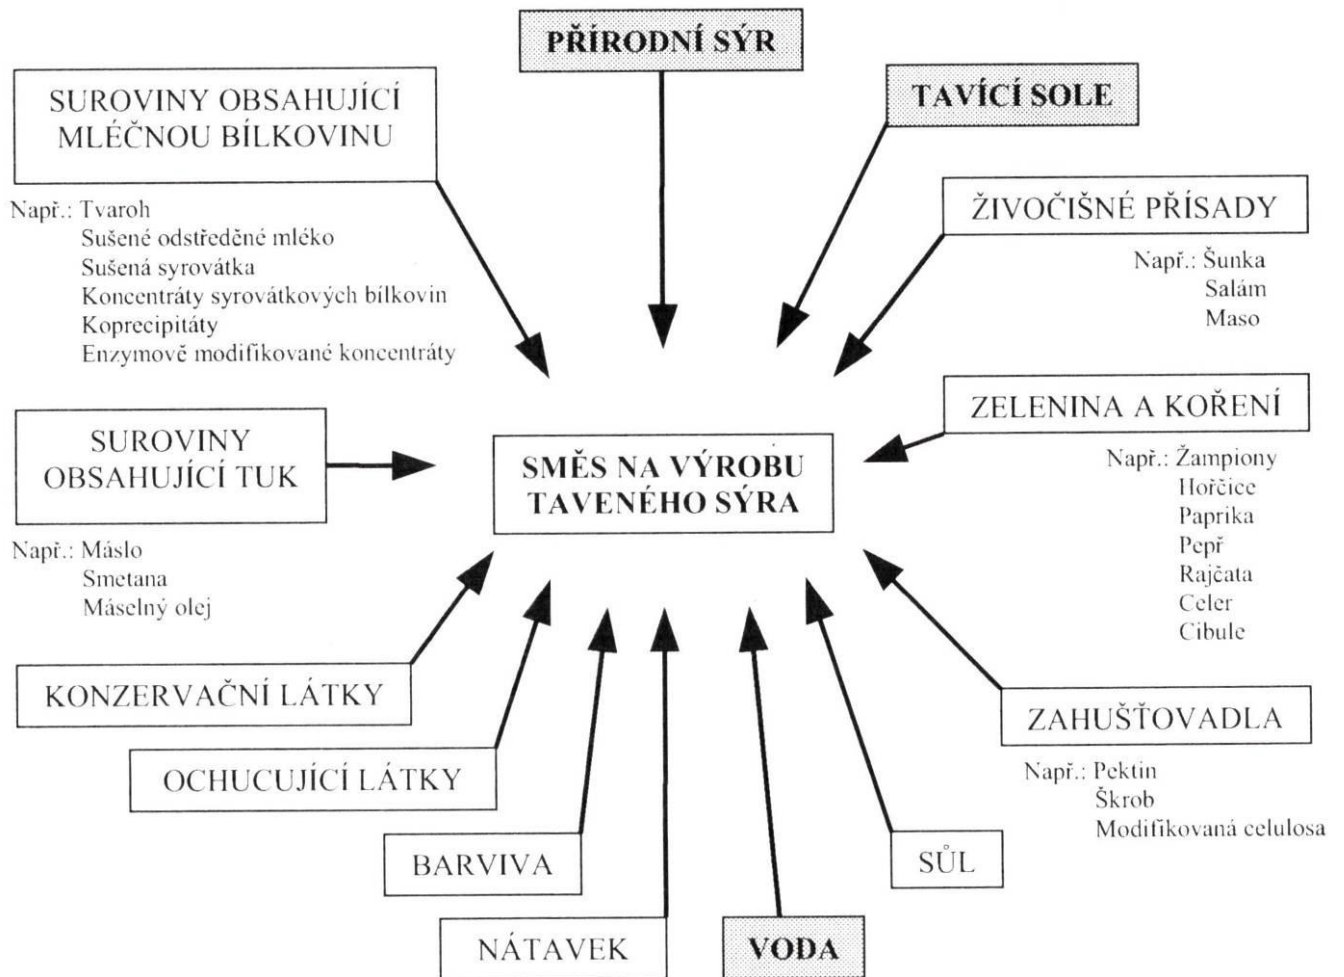 PŘÍRODNÍ SÝR
TAVÍCÍ SOLE
SUROVINY OBSAHUJÍCÍ
MLÉČNOU BÍLKOVINU
Např.: Tvaroh
Sušené odstředěné mléko
Sušená syrovátka
Koncentráty syrovátkových bílkovin
Koprecipitáty
Enzymově modifikované koncentráty
ŽIVOČIŠNÉ PŘÍSADY
Např.: Šunka
Salám
Maso
SUROVINY
OBSAHUJÍCÍ TUK
Např.: Máslo
Smetana
Máselný olej
SMĚS NA VÝROBU
TAVENÉHO SÝRA
ZELENINA A KOŘENÍ
Např.: Žampiony
Hořčice
Paprika
Pepř
Rajčata
Celer
Cibule
KONZERVAČNÍ LÁTKY
OCHUCUJÍCÍ LÁTKY
BARVIVA
NÁTAVEK
VODA
SŮL
ZAHUŠŤOVADLA
Např.: Pektin
Škrob
Modifikovaná celulosa